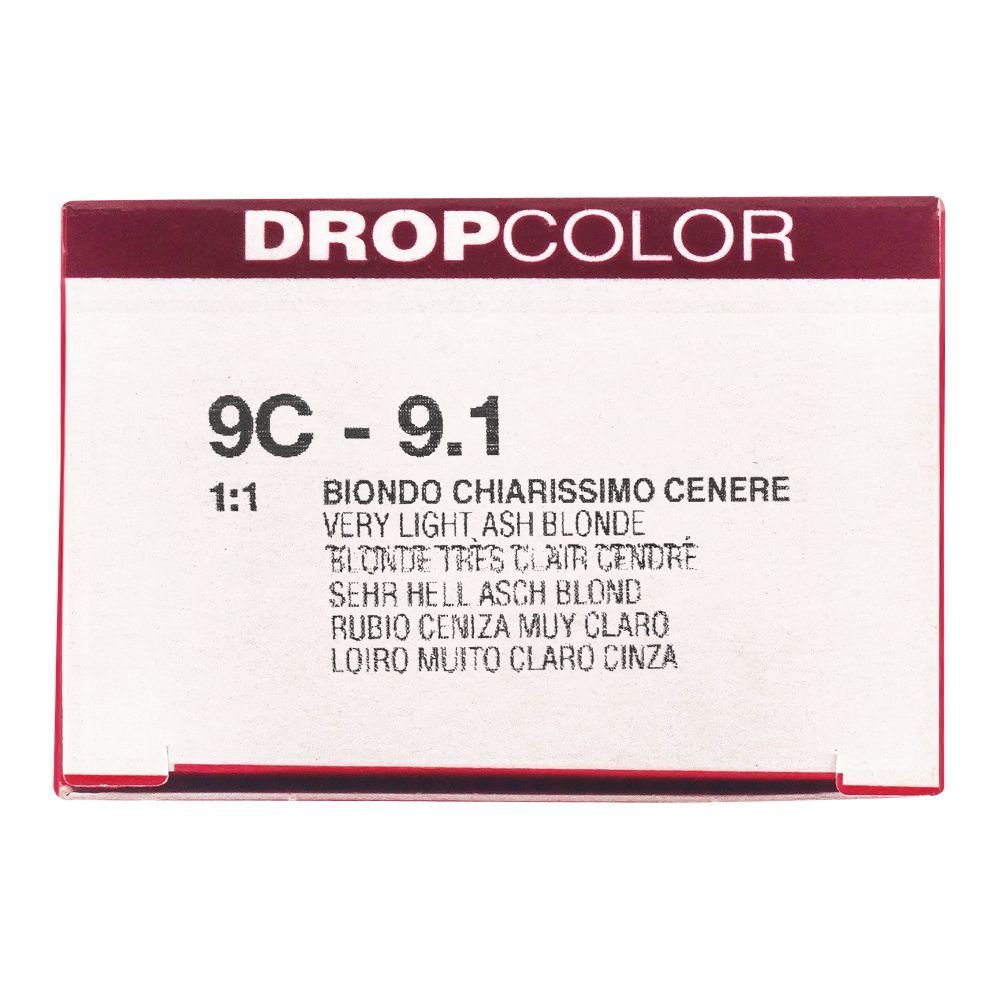 DROPCOLOR
9C - 9.1
1:1 BIONDO CHIARISSIMO CENERE
VERY LIGHT ASH BLONDE
BLONDE TRÈS CLAIR CENDRÉ
SEHR HELL ASCH BLOND
RUBIO CENIZA MUY CLARO
LOIRO MUITO CLARO CINZA